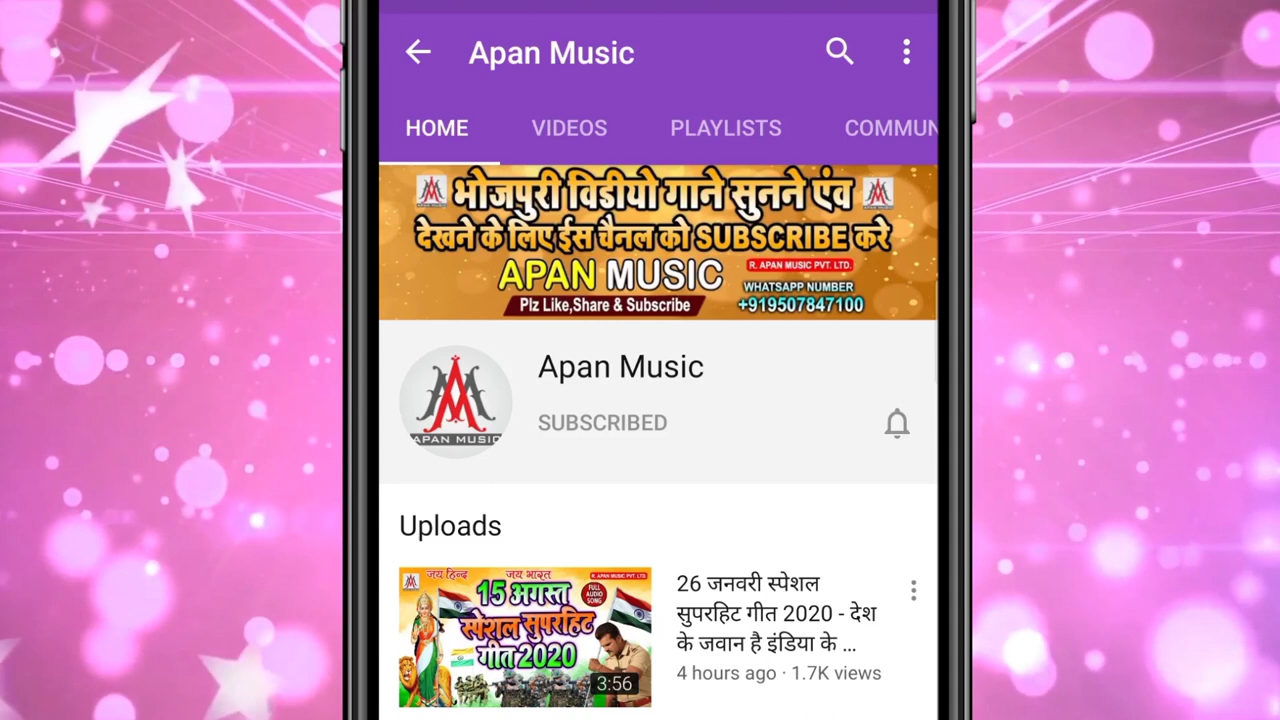 Apan Music
HOME VIDEOS PLAYLISTS COMMUN
भोजपुरी विडीयो गाने सुनने एंव
देखने के लिए ईस चैनल को SUBSCRIBE करे
APAN MUSIC
R. APAN MUSIC PVT. LTD.
WHATSAPP NUMBER
+919507847100
Plz Like,Share & Subscribe
Apan Music
SUBSCRIBED
APAN MUSIC
Uploads
जय हिन्द जय भारत
R. APAN MUSIC PVT. LTD
15 अगस्त
FULL
AUDIO
SONG
स्पेशल सुपरहिट
गीत 2020
3:56
26 जनवरी स्पेशल
सुपरहिट गीत 2020 - देश
के जवान है इंडिया के ...
4 hours ago · 1.7K views